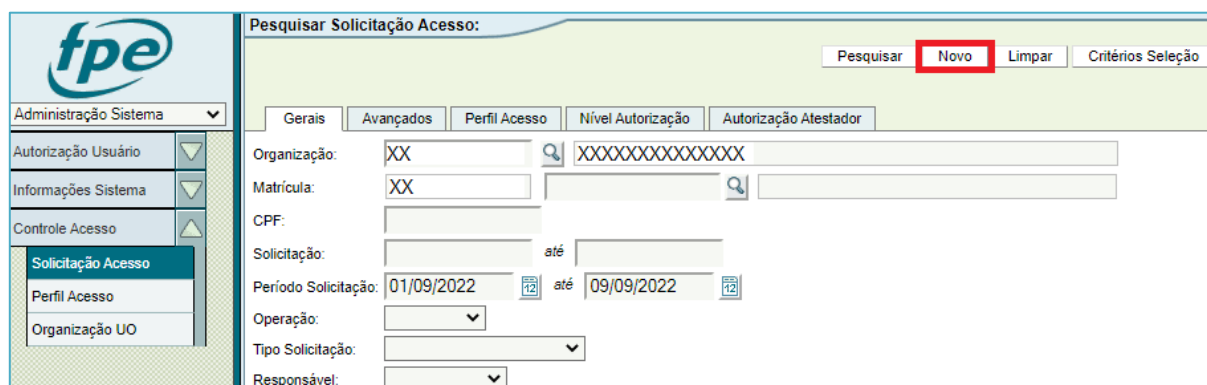 fpe
Pesquisar Solicitação Acesso:
Pesquisar Novo Limpar Critérios Seleção
Administração Sistema
Autorização Usuário
Informações Sistema
Controle Acesso
Solicitação Acesso
Perfil Acesso
Organização UO
Gerais Avançados Perfil Acesso Nível Autorização Autorização Atestador
Organização: XX XXXXXXXXXXXXXX
Matrícula: XX
CPF:
Solicitação: até
Período Solicitação: 01/09/2022 12 até 09/09/2022 12
Operação:
Tipo Solicitação:
Responsável: